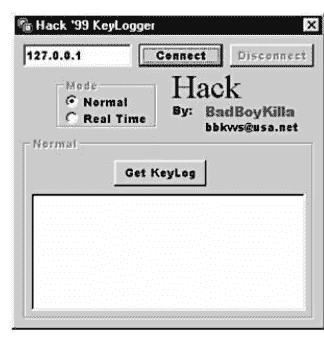 Hack '99 KeyLogger
127.0.0.1 Connect Disconnect
Mode
Normal
Real Time
Hack
By: BadBoyKilla
bbkws@usa.net
Normal
Get KeyLog